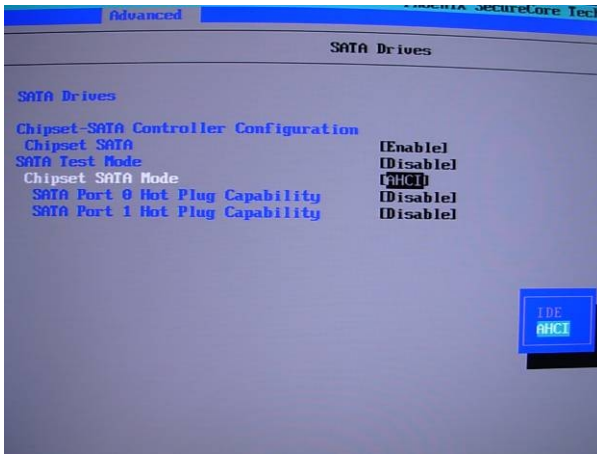 Phoenix SecureCore Tec
Advanced
SATA Drives
SATA Drives
Chipset-SATA Controller Configuration
Chipset SATA [Enable]
SATA Test Mode [Disable]
Chipset SATA Mode [AHCI]
SATA Port 0 Hot Plug Capability [Disable]
SATA Port 1 Hot Plug Capability [Disable]
IDE
AHCI